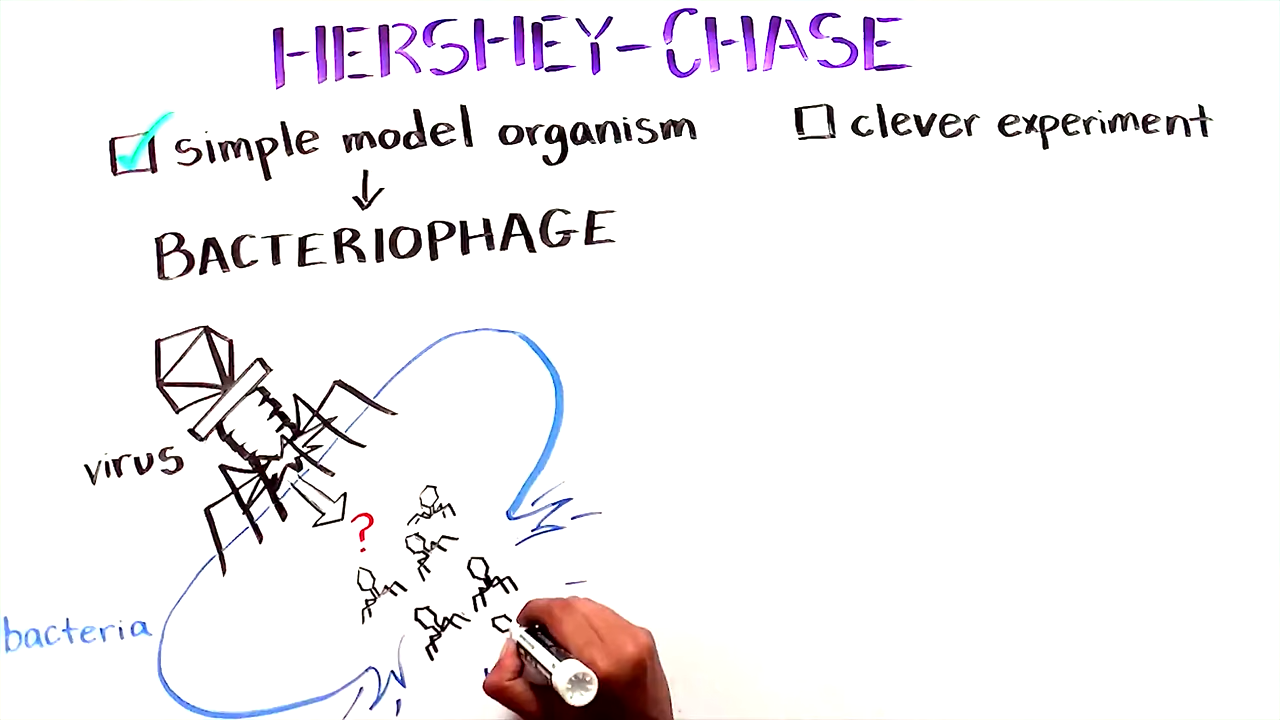 HERSHEY-CHASE
simple model organism
clever experiment
BACTERIOPHAGE
virus
?
bacteria